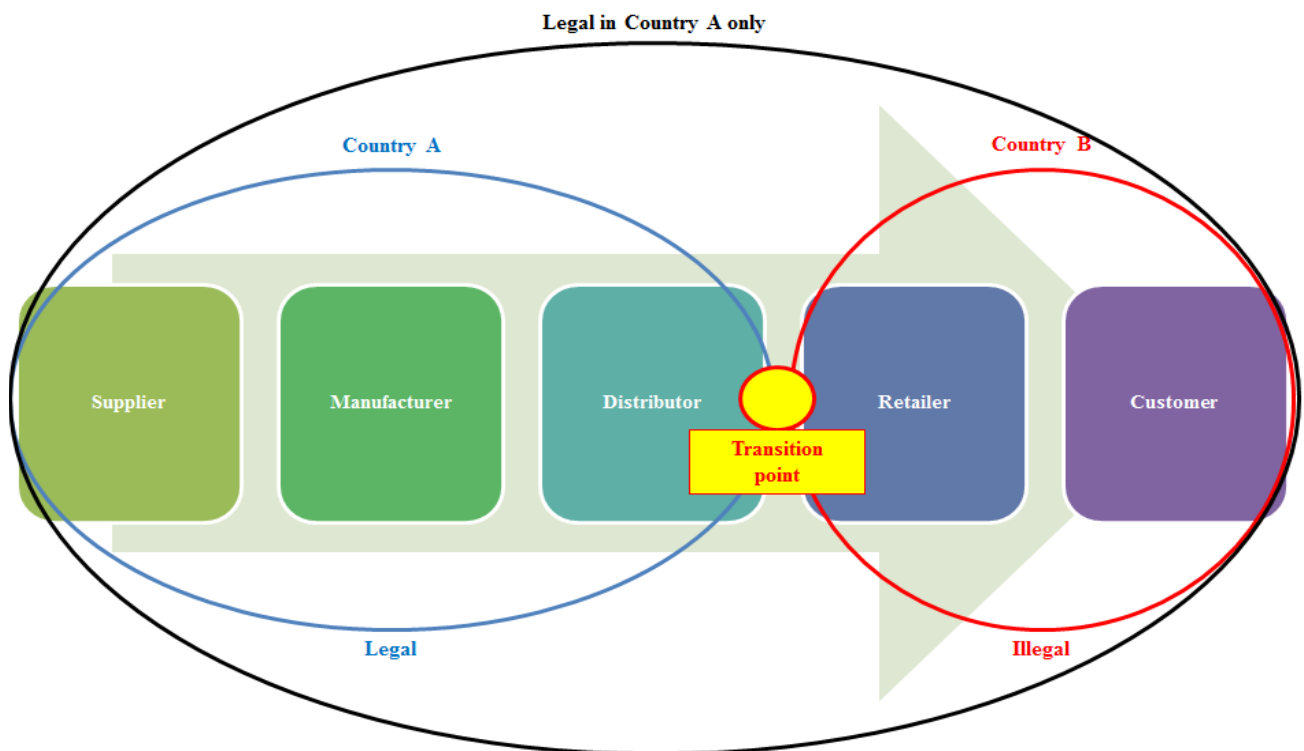 Legal in Country A only
Country A
Country B
Supplier
Manufacturer
Distributor
Retailer
Customer
Transition
point
Legal
Illegal